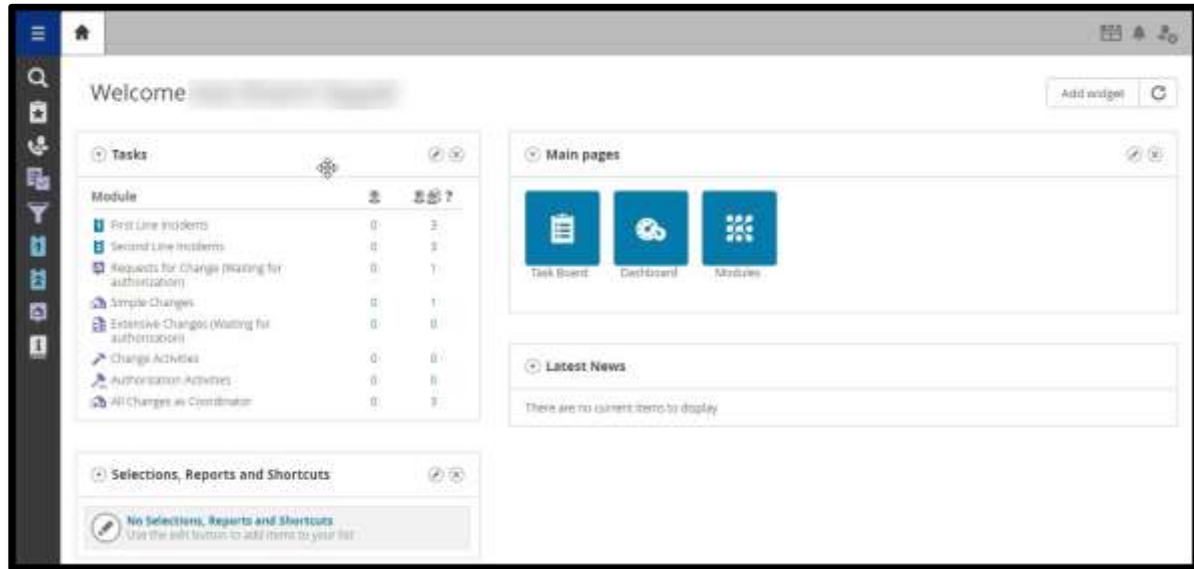 Welcome
Add widget
Tasks
Module ?
First Line Incidents 0 3
Second Line Incidents 0 3
Requests for Change (Waiting for
authorization) 0 1
Simple Changes 0 1
Extensive Changes (Waiting for
authorization) 0 0
Change Activities 0 0
Authorization Activities 0 0
All Changes as Coordinator 0 3
Selections, Reports and Shortcuts
No Selections, Reports and Shortcuts
Use the edit button to add items to your list
Main pages
Task Board Dashboard Modules
Latest News
There are no current items to display